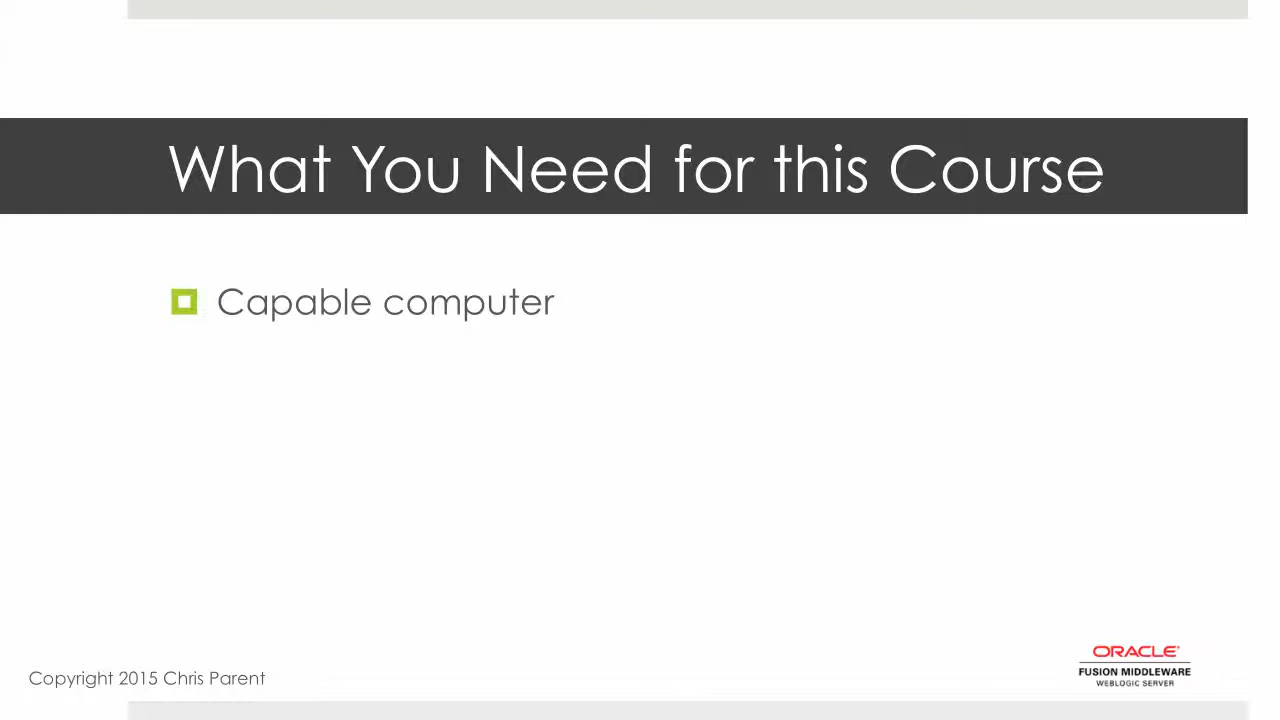 What You Need for this Course
Capable computer
Copyright 2015 Chris Parent
ORACLE®
FUSION MIDDLEWARE
WEBLOGIC SERVER